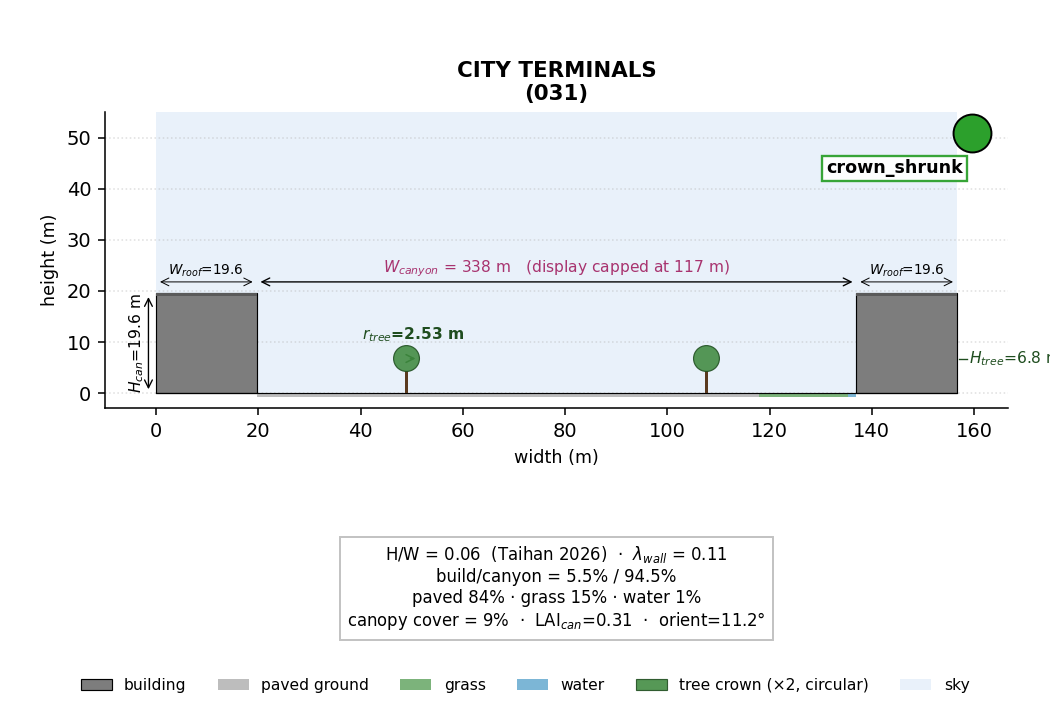 CITY TERMINALS
(031)
50
40
30
20
10
0
height (m)
crown_shrunk
W_roof=19.6
W_canyon = 338 m (display capped at 117 m)
W_roof=19.6
H_can=19.6 m
r_tree=2.53 m
H_tree=6.8 m
0 20 40 60 80 100 120 140 160
width (m)
H/W = 0.06 (Taihan 2026) · λ_wall = 0.11
build/canyon = 5.5% / 94.5%
paved 84% · grass 15% · water 1%
canopy cover = 9% · LAI_can=0.31 · orient=11.2°
building paved ground grass water tree crown (×2, circular) sky